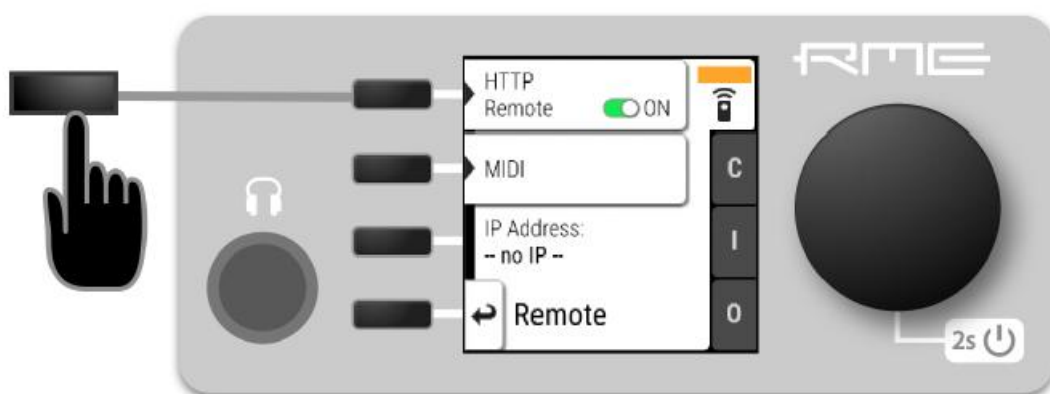 RME
HTTP
Remote ON
MIDI
C
IP Address:
-- no IP --
I
Remote
O
2s